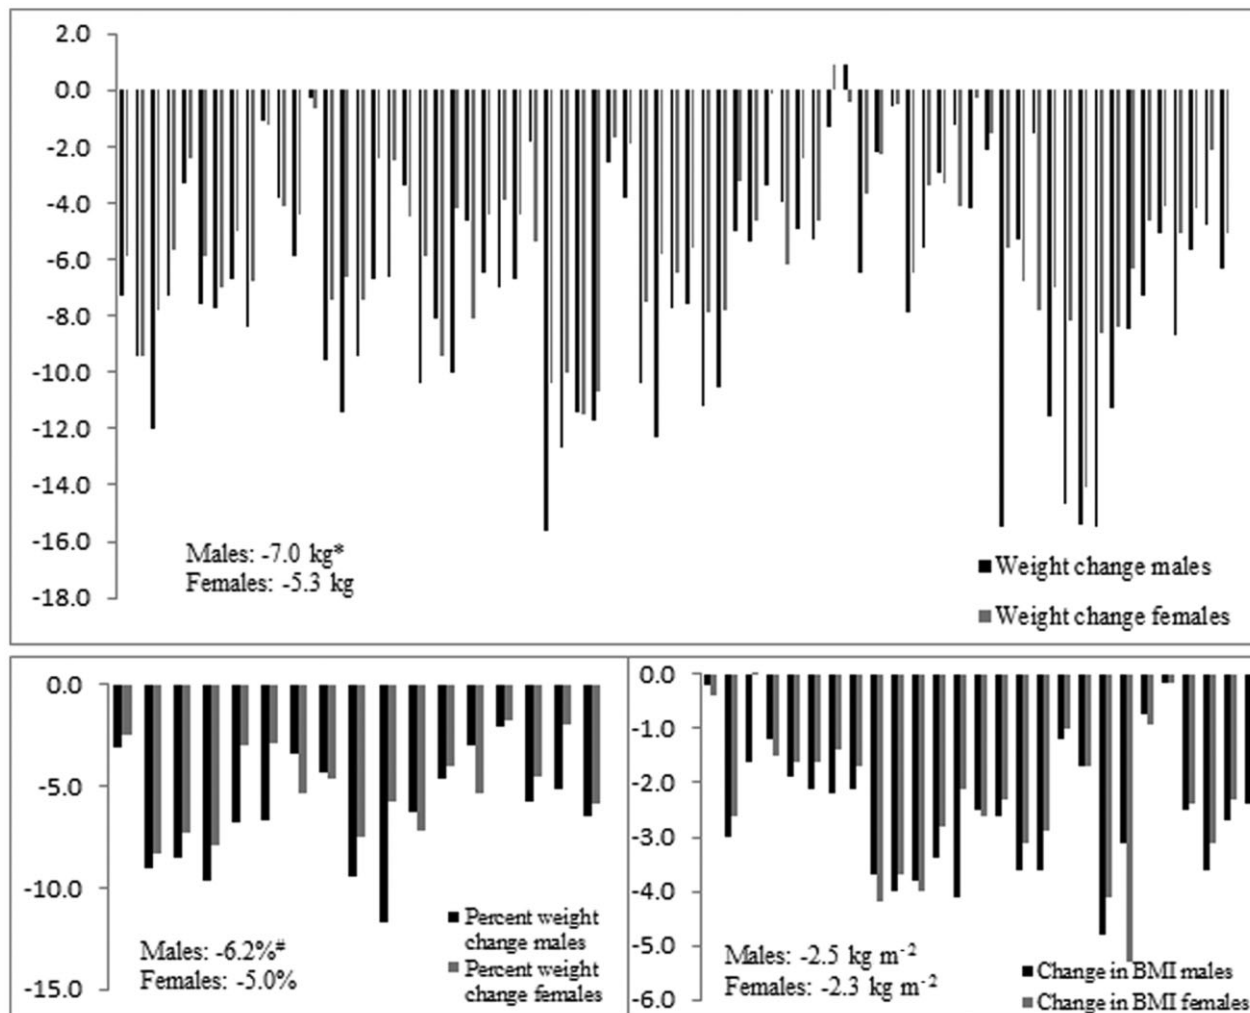 2.0
0.0
-2.0
-4.0
-6.0
-8.0
-10.0
-12.0
-14.0
-16.0
-18.0
Males: -7.0 kg*
Females: -5.3 kg
Weight change males
Weight change females
0.0
-5.0
-10.0
-15.0
Males: -6.2%#
Females: -5.0%
Percent weight
change males
Percent weight
change females
0.0
-1.0
-2.0
-3.0
-4.0
-5.0
-6.0
Males: -2.5 kg m-2
Females: -2.3 kg m-2
Change in BMI males
Change in BMI females